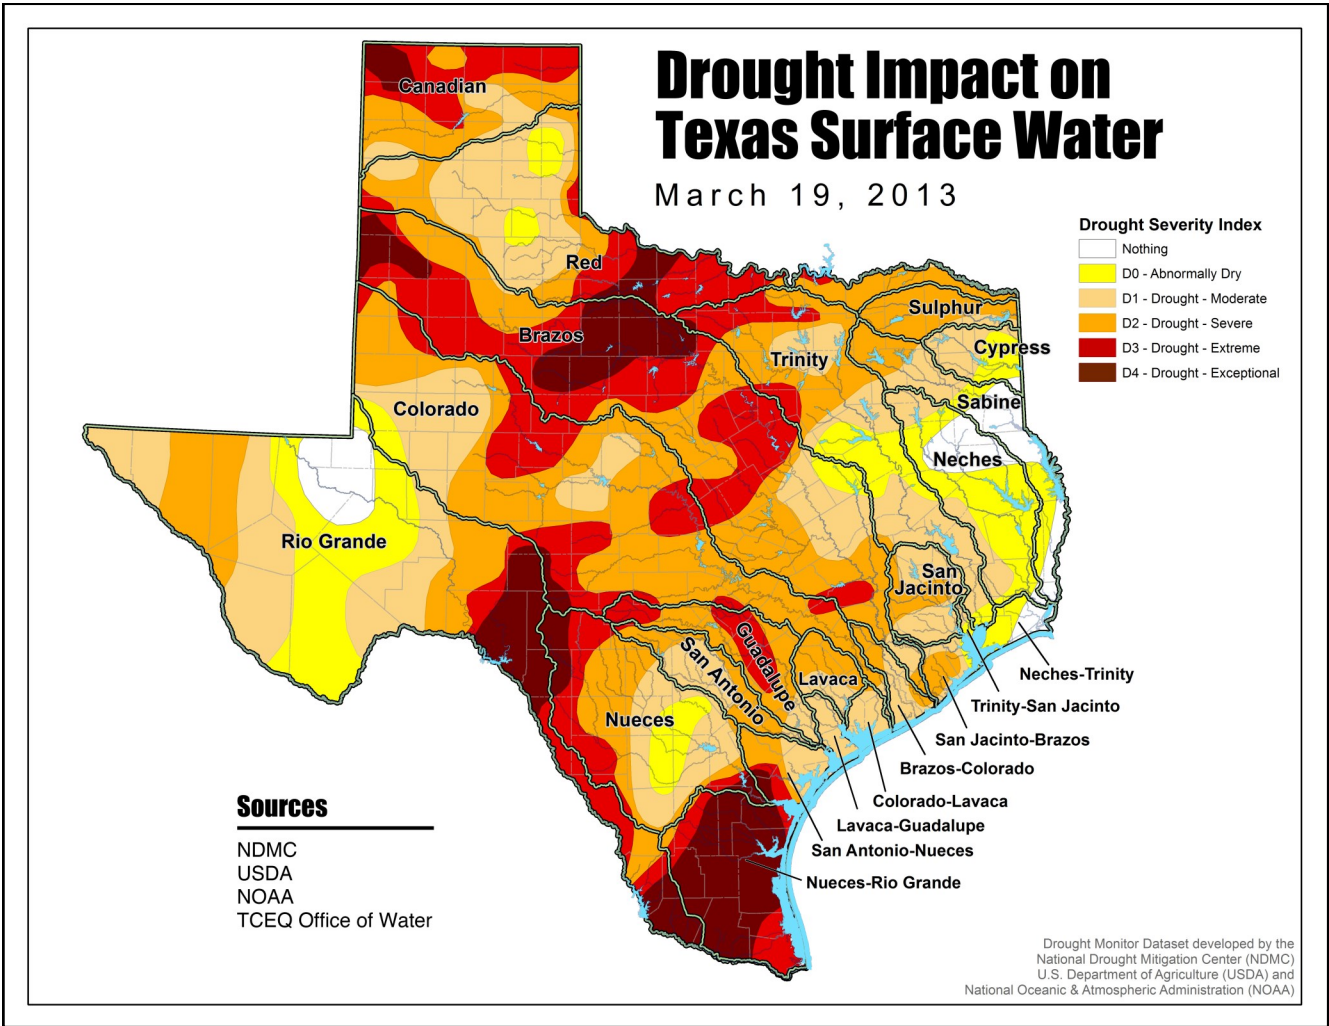 Drought Impact on
Texas Surface Water
March 19, 2013
Drought Severity Index
Nothing
D0 - Abnormally Dry
D1 - Drought - Moderate
D2 - Drought - Severe
D3 - Drought - Extreme
D4 - Drought - Exceptional
Canadian
Red
Sulphur
Brazos
Cypress
Trinity
Sabine
Colorado
Neches
Rio Grande
San
Jacinto
Guadalupe
San Antonio
Lavaca
Nueces
Neches-Trinity
Trinity-San Jacinto
San Jacinto-Brazos
Brazos-Colorado
Colorado-Lavaca
Lavaca-Guadalupe
San Antonio-Nueces
Nueces-Rio Grande
Sources
NDMC
USDA
NOAA
TCEQ Office of Water
Drought Monitor Dataset developed by the
National Drought Mitigation Center (NDMC)
U.S. Department of Agriculture (USDA) and
National Oceanic & Atmospheric Administration (NOAA)